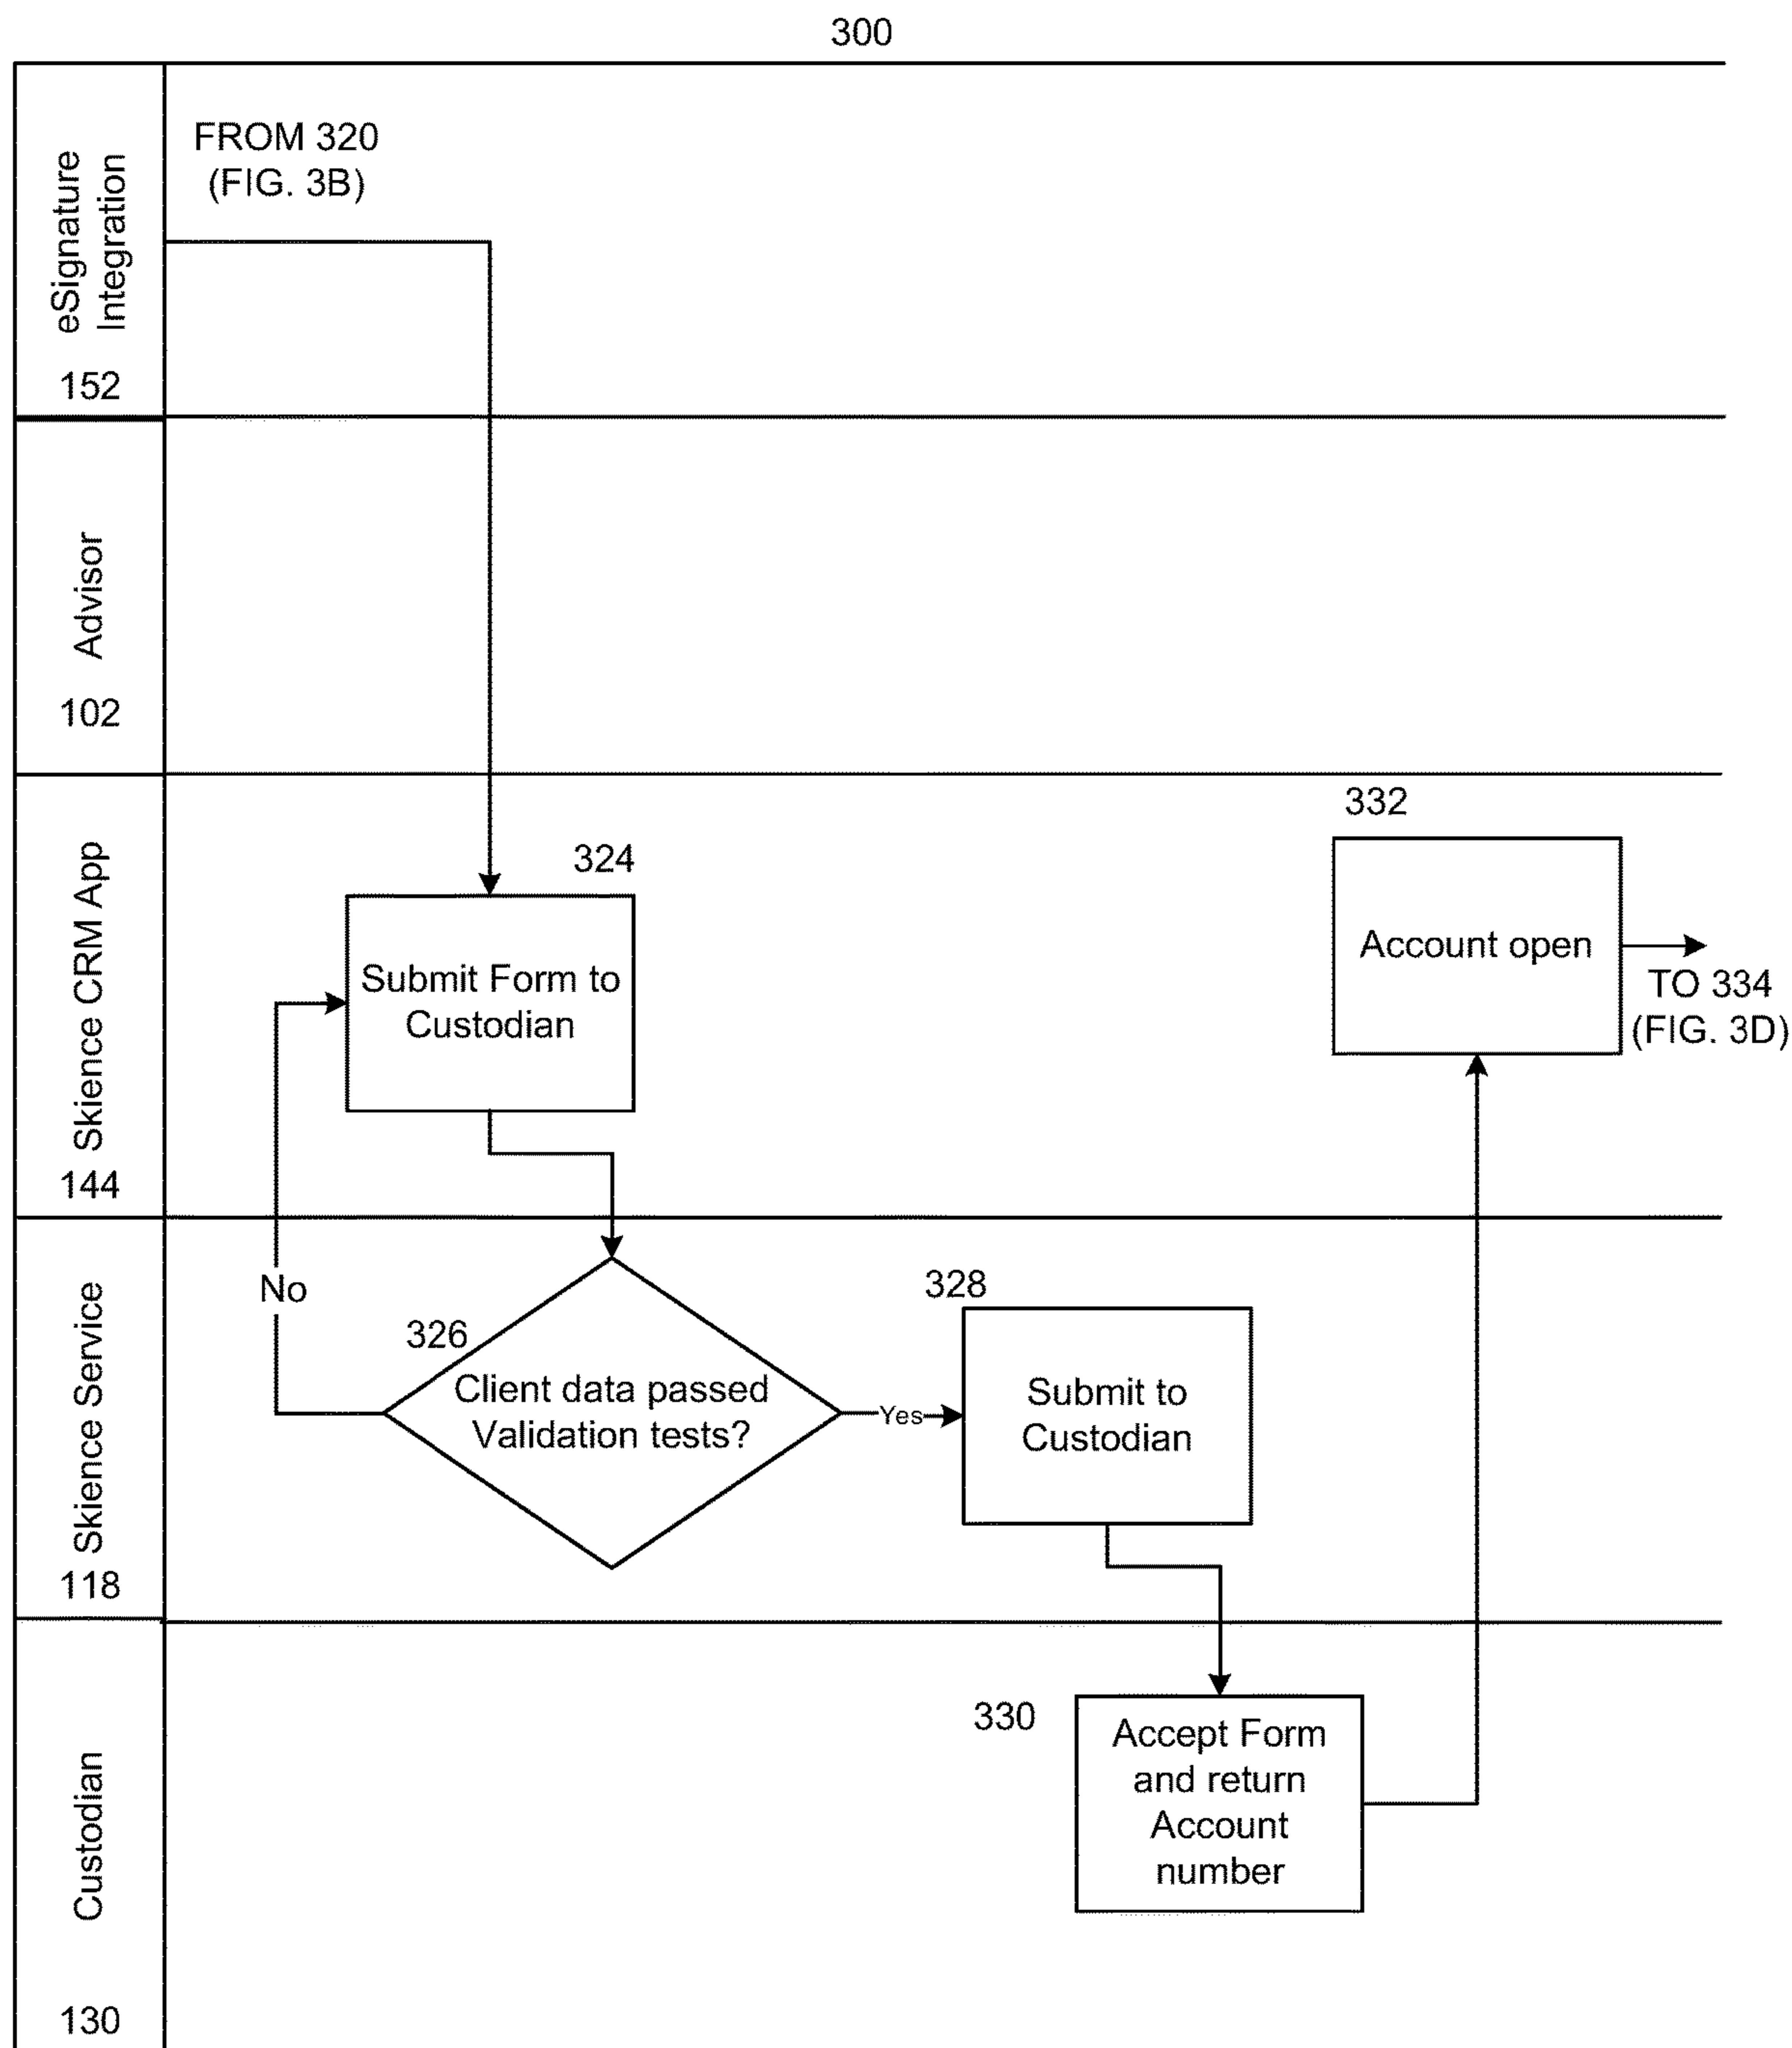 300
eSignature
Integration
152
FROM 320
(FIG. 3B)
Advisor
102
Skience CRM App
144
324
Submit Form to
Custodian
332
Account open
TO 334
(FIG. 3D)
Skience Service
118
No
326
Client data passed
Validation tests?
Yes
328
Submit to
Custodian
Custodian
130
330
Accept Form
and return
Account
number